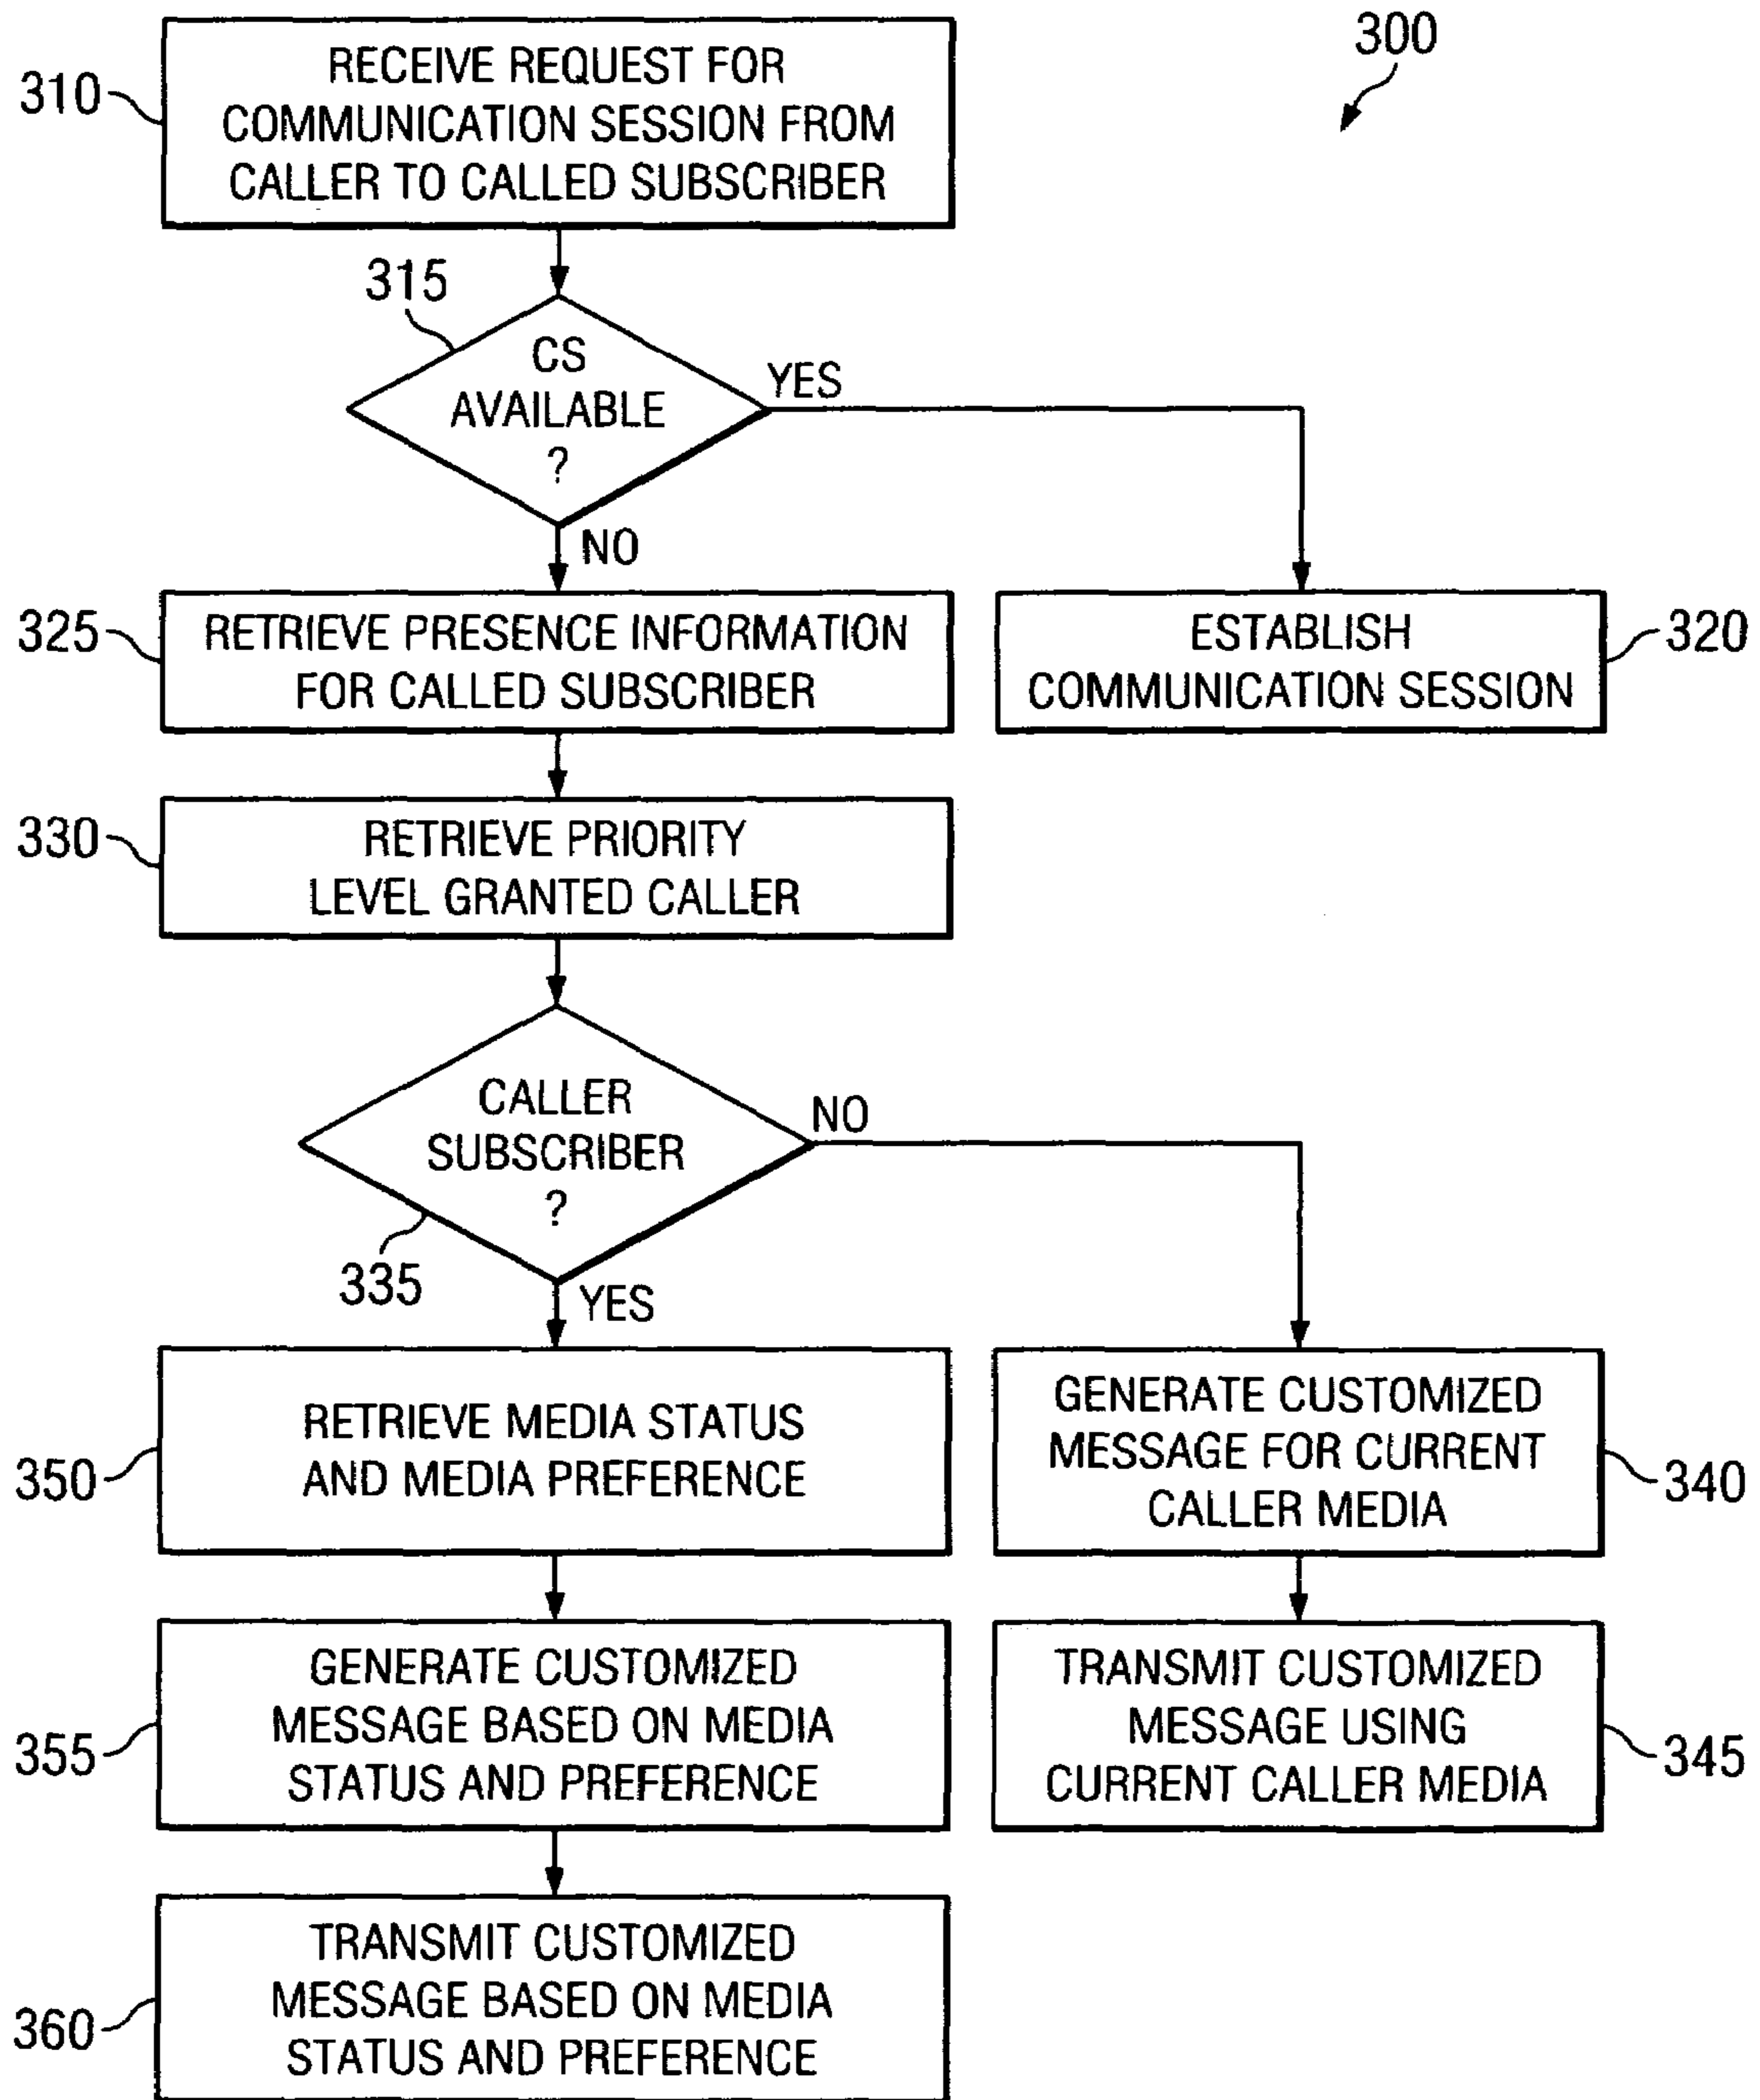 300
310
RECEIVE REQUEST FOR
COMMUNICATION SESSION FROM
CALLER TO CALLED SUBSCRIBER
315
CS
AVAILABLE
?
YES
NO
325
RETRIEVE PRESENCE INFORMATION
FOR CALLED SUBSCRIBER
ESTABLISH
COMMUNICATION SESSION
320
330
RETRIEVE PRIORITY
LEVEL GRANTED CALLER
CALLER
SUBSCRIBER
?
NO
335
YES
350
RETRIEVE MEDIA STATUS
AND MEDIA PREFERENCE
GENERATE CUSTOMIZED
MESSAGE FOR CURRENT
CALLER MEDIA
340
355
GENERATE CUSTOMIZED
MESSAGE BASED ON MEDIA
STATUS AND PREFERENCE
TRANSMIT CUSTOMIZED
MESSAGE USING
CURRENT CALLER MEDIA
345
360
TRANSMIT CUSTOMIZED
MESSAGE BASED ON MEDIA
STATUS AND PREFERENCE